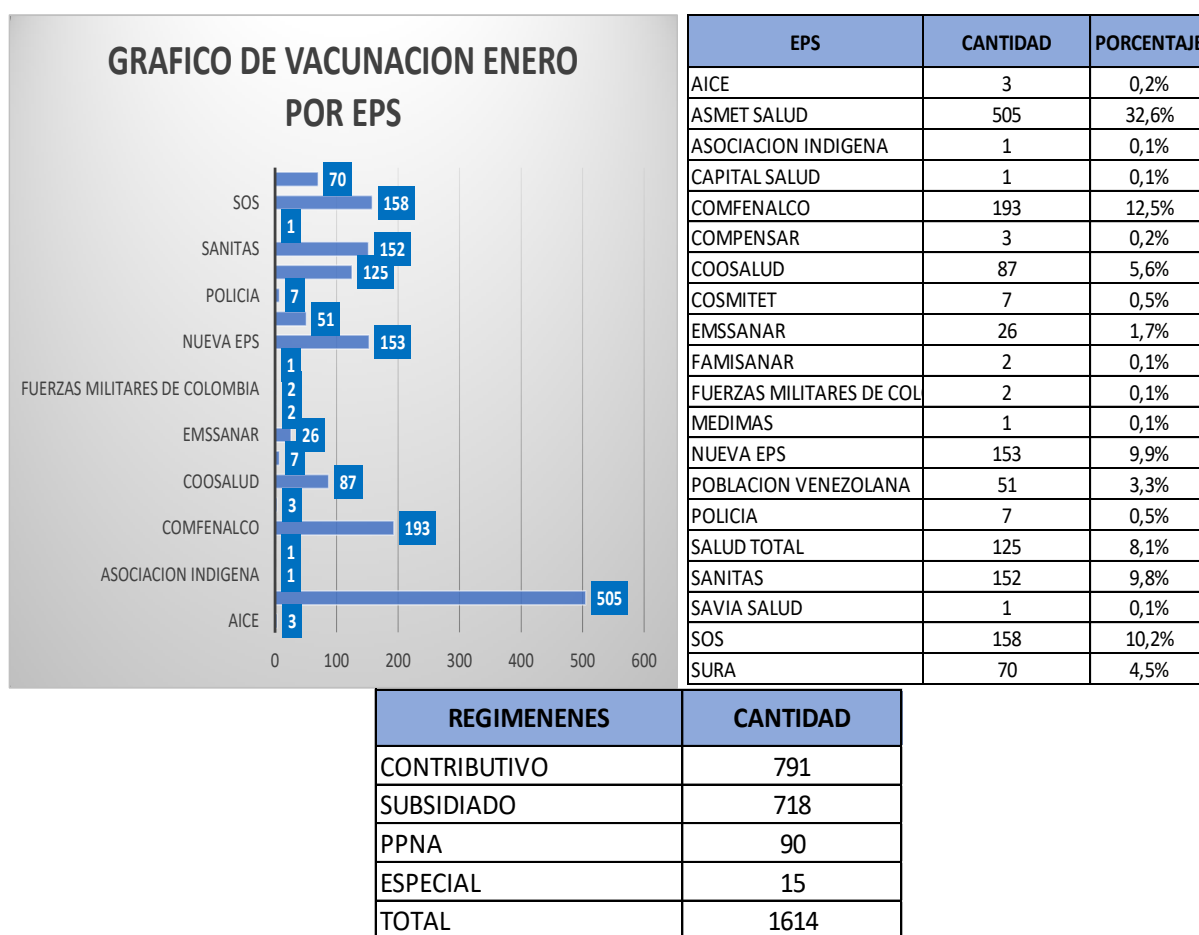 GRAFICO DE VACUNACION ENERO
POR EPS
70
SOS 158
1
SANITAS 152
125
POLICIA 7
51
NUEVA EPS 153
1
FUERZAS MILITARES DE COLOMBIA 2
2
EMSSANAR 26
7
COOSALUD 87
3
COMFENALCO 193
1
ASOCIACION INDIGENA 1
505
AICE 3
0 100 200 300 400 500 600
EPS CANTIDAD PORCENTAJE
AICE 3 0,2%
ASMET SALUD 505 32,6%
ASOCIACION INDIGENA 1 0,1%
CAPITAL SALUD 1 0,1%
COMFENALCO 193 12,5%
COMPENSAR 3 0,2%
COOSALUD 87 5,6%
COSMITET 7 0,5%
EMSSANAR 26 1,7%
FAMISANAR 2 0,1%
FUERZAS MILITARES DE COL 2 0,1%
MEDIMAS 1 0,1%
NUEVA EPS 153 9,9%
POBLACION VENEZOLANA 51 3,3%
POLICIA 7 0,5%
SALUD TOTAL 125 8,1%
SANITAS 152 9,8%
SAVIA SALUD 1 0,1%
SOS 158 10,2%
SURA 70 4,5%
REGIMENENES CANTIDAD
CONTRIBUTIVO 791
SUBSIDIADO 718
PPNA 90
ESPECIAL 15
TOTAL 1614